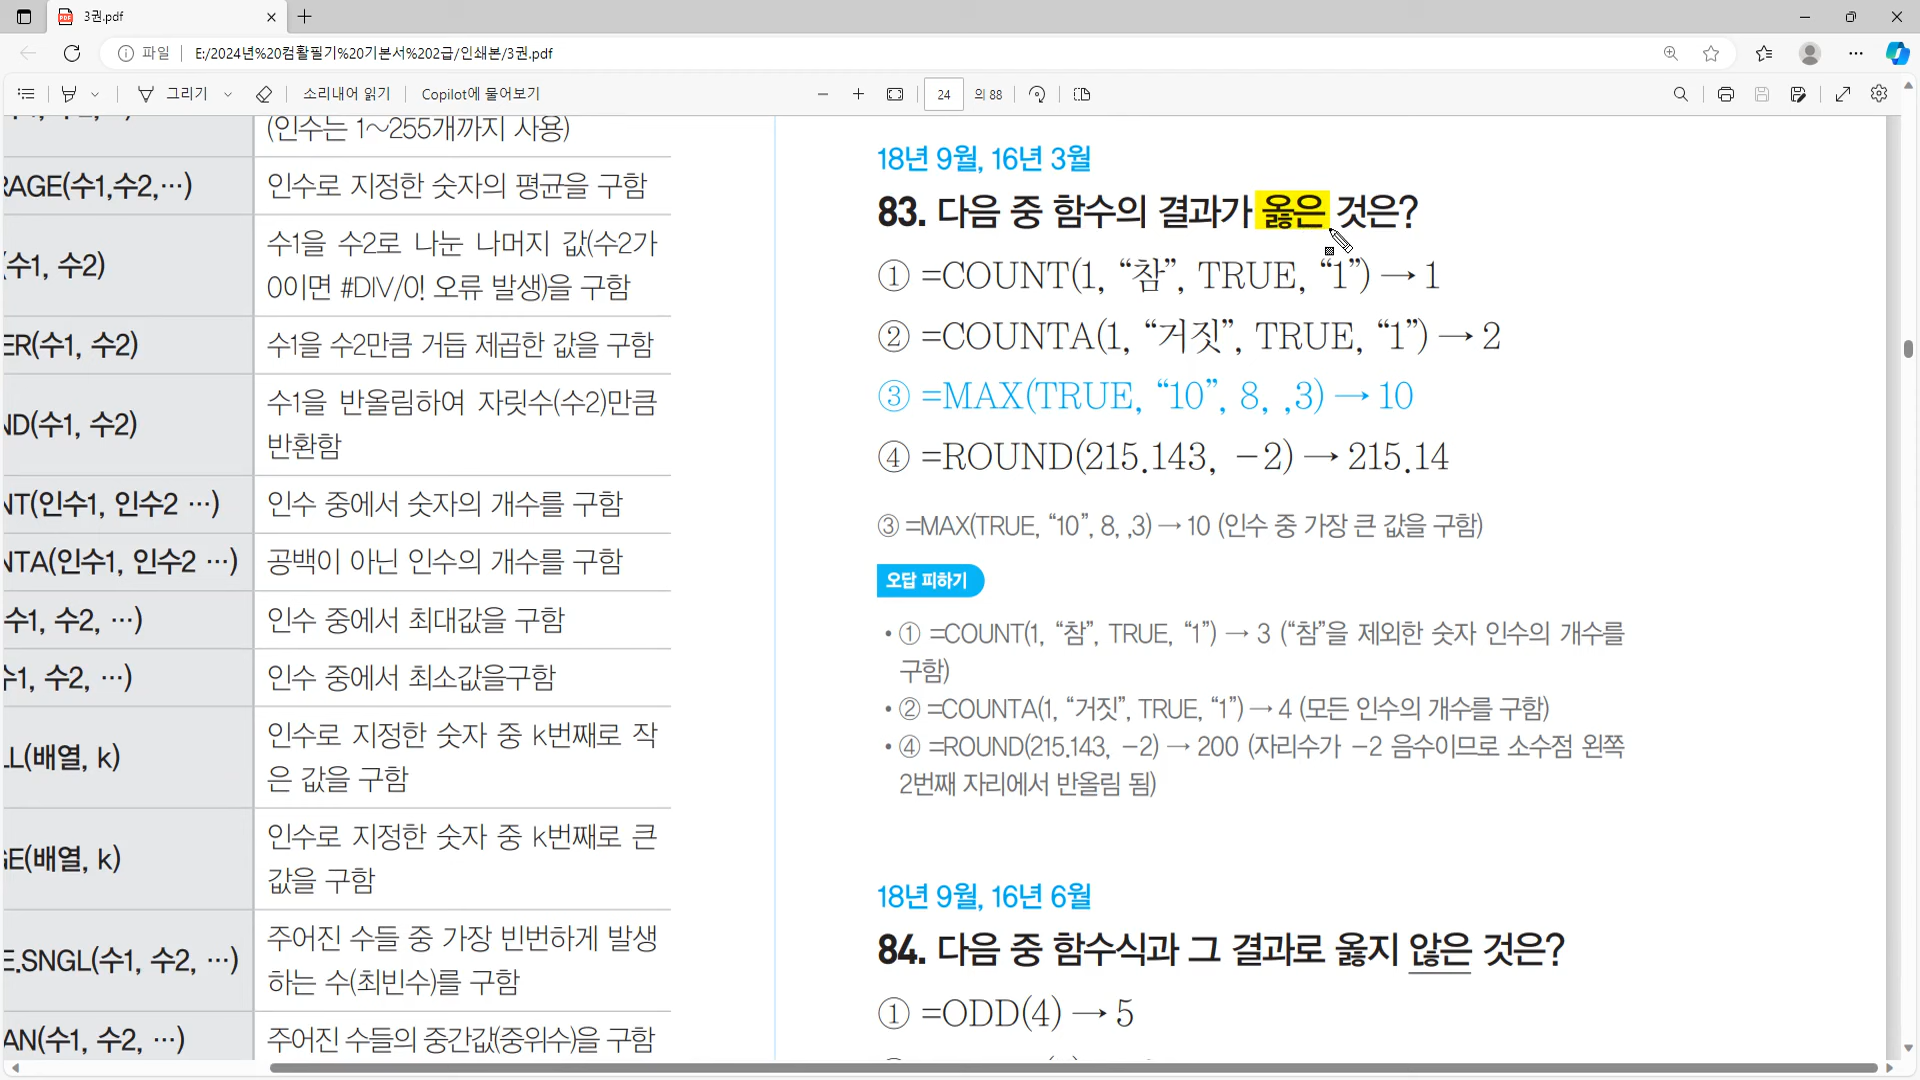 3권.pdf
파일 E:/2024년%20컴활필기%20기본서%202급/인쇄본/3권.pdf
그리기 소리내어 읽기 Copilot에 물어보기 24 의 88
(인수는 1~255개까지 사용)
RAGE(수1,수2,…) 인수로 지정한 숫자의 평균을 구함
(수1, 수2) 수1을 수2로 나눈 나머지 값(수2가
0이면 #DIV/0! 오류 발생)을 구함
ER(수1, 수2) 수1을 수2만큼 거듭 제곱한 값을 구함
ND(수1, 수2) 수1을 반올림하여 자릿수(수2)만큼
반환함
NT(인수1, 인수2 …) 인수 중에서 숫자의 개수를 구함
NTA(인수1, 인수2 …) 공백이 아닌 인수의 개수를 구함
수1, 수2, …) 인수 중에서 최대값을 구함
수1, 수2, …) 인수 중에서 최소값을구함
LL(배열, k) 인수로 지정한 숫자 중 k번째로 작
은 값을 구함
GE(배열, k) 인수로 지정한 숫자 중 k번째로 큰
값을 구함
E.SNGL(수1, 수2, …) 주어진 수들 중 가장 빈번하게 발생
하는 수(최빈수)를 구함
AN(수1, 수2, …) 주어진 수들의 중간값(중위수)을 구함
18년 9월, 16년 3월
83. 다음 중 함수의 결과가 옳은 것은?
① =COUNT(1, “참”, TRUE, “1”) → 1
② =COUNTA(1, “거짓”, TRUE, “1”) → 2
③ =MAX(TRUE, “10”, 8, ,3) → 10
④ =ROUND(215.143, -2) → 215.14
③ =MAX(TRUE, “10”, 8, ,3) → 10 (인수 중 가장 큰 값을 구함)
오답 피하기
• ① =COUNT(1, “참”, TRUE, “1”) → 3 (“참”을 제외한 숫자 인수의 개수를
구함)
• ② =COUNTA(1, “거짓”, TRUE, “1”) → 4 (모든 인수의 개수를 구함)
• ④ =ROUND(215.143, -2) → 200 (자리수가 -2 음수이므로 소수점 왼쪽
2번째 자리에서 반올림 됨)
18년 9월, 16년 6월
84. 다음 중 함수식과 그 결과로 옳지 않은 것은?
① =ODD(4) → 5